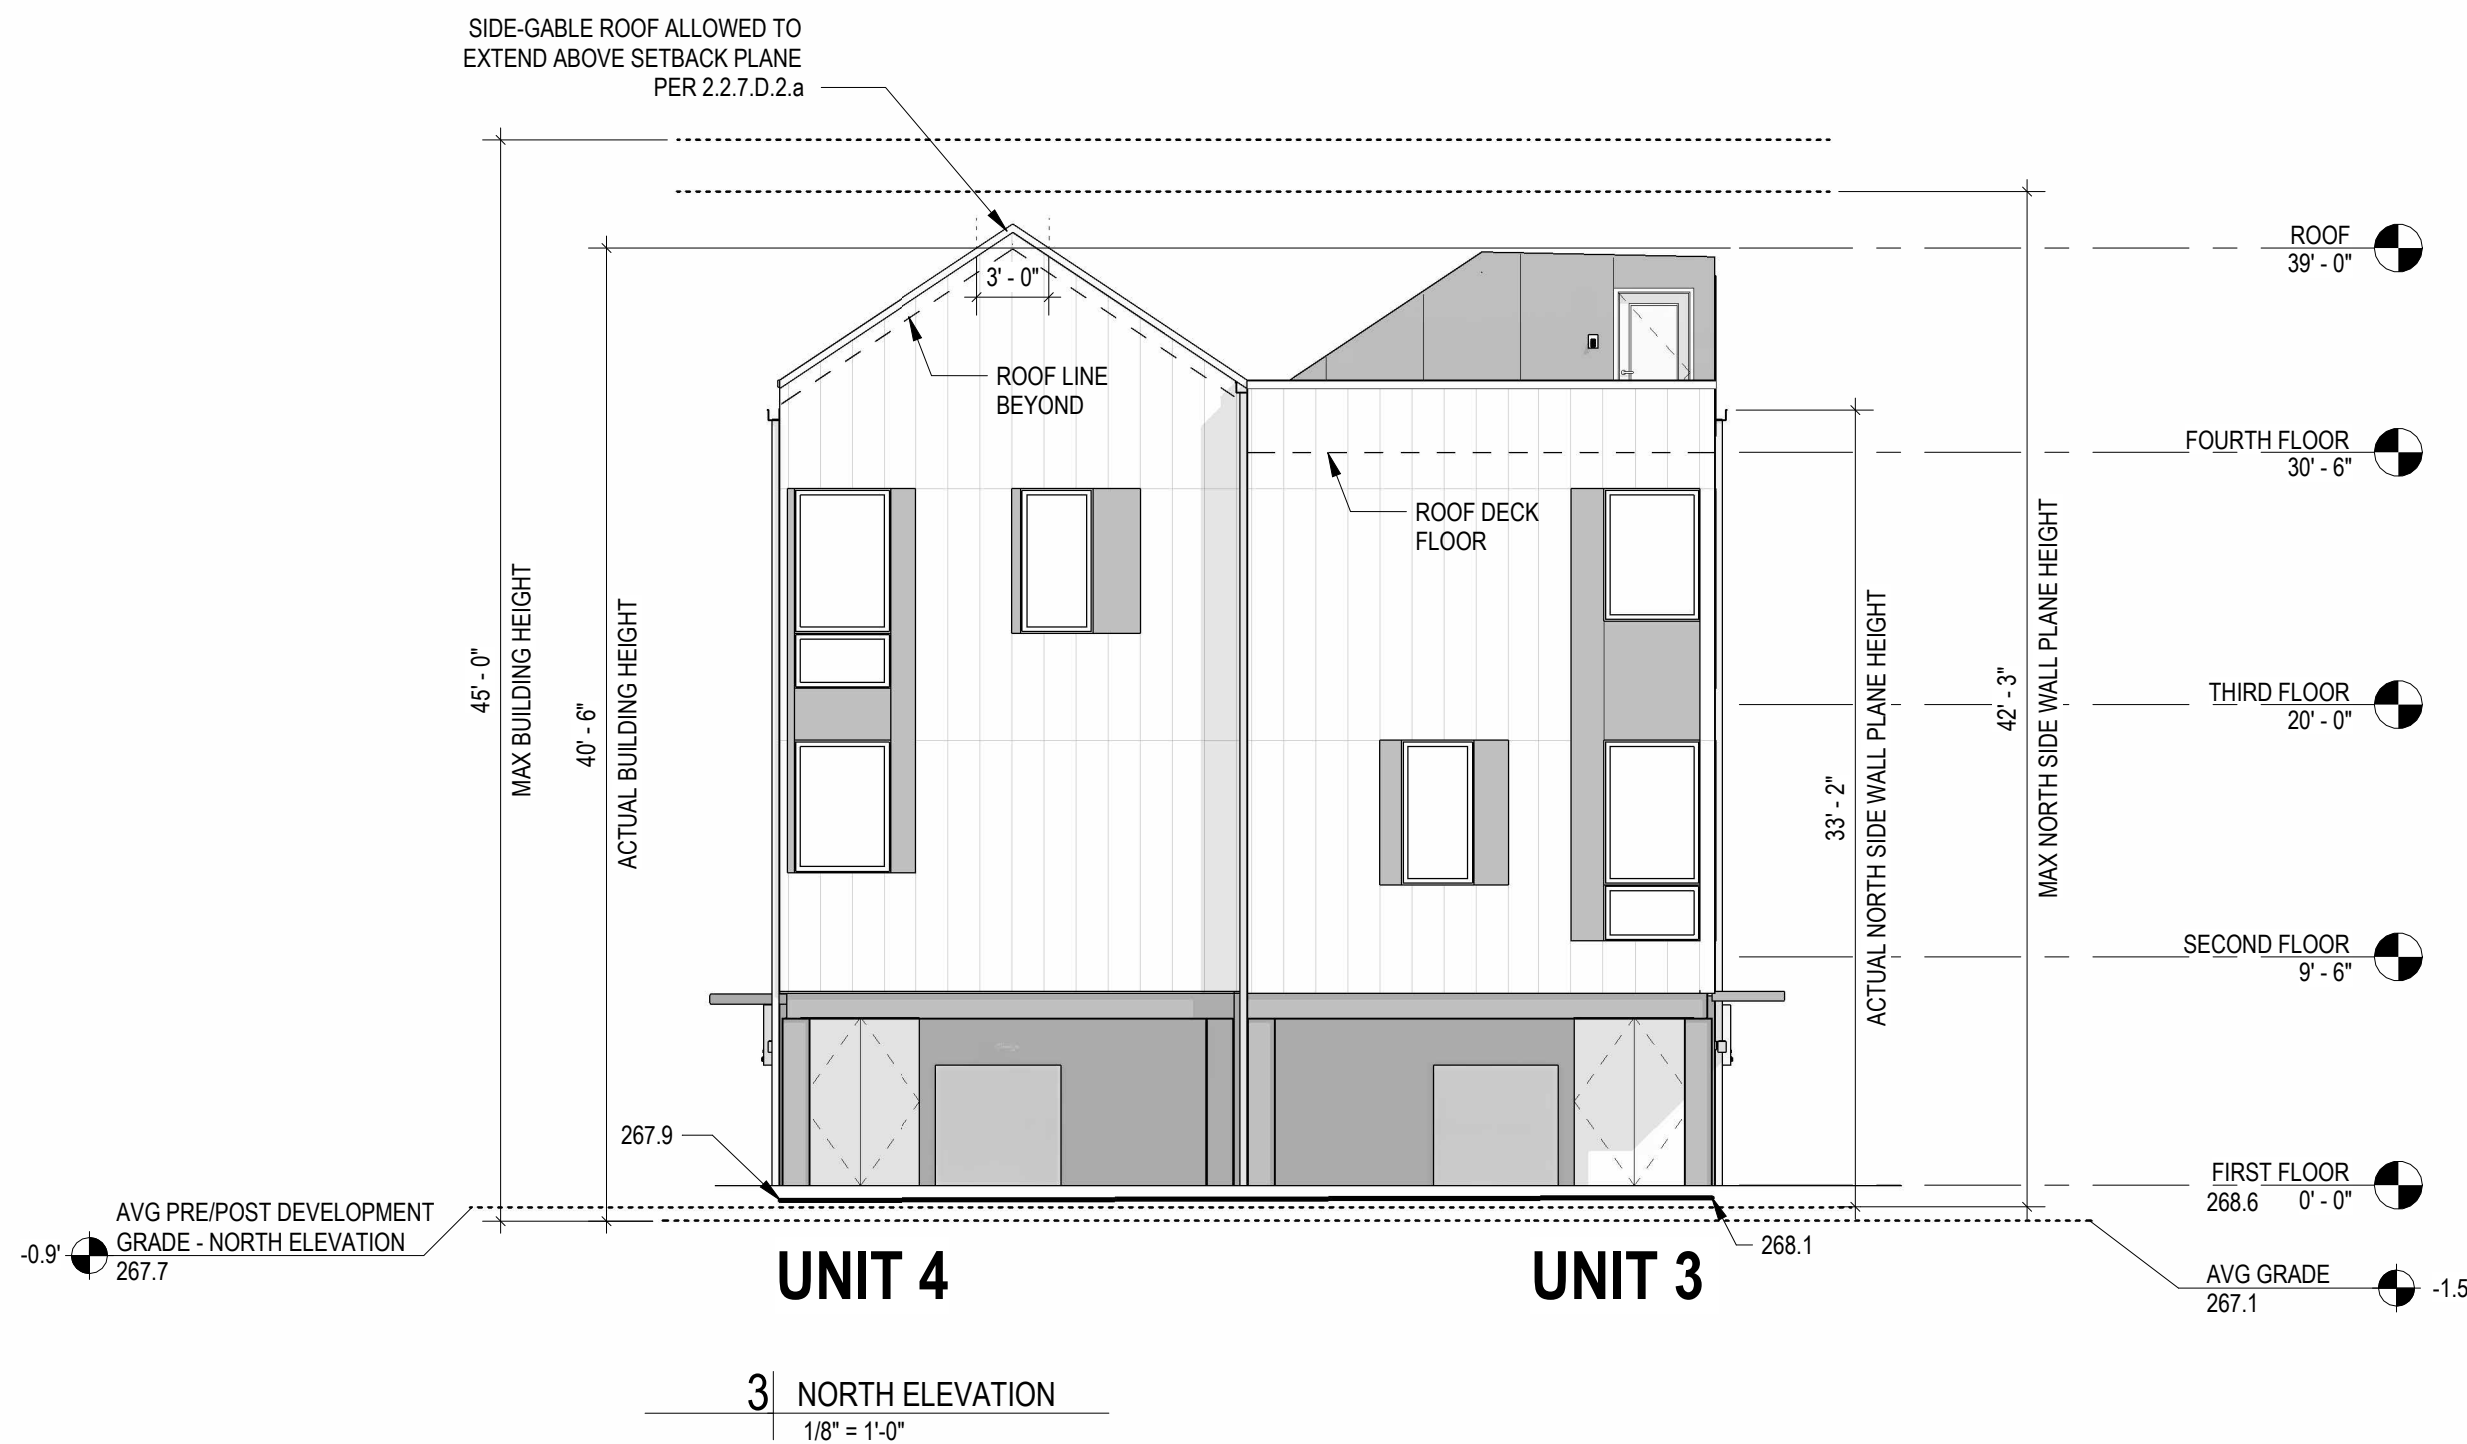 SIDE-GABLE ROOF ALLOWED TO
EXTEND ABOVE SETBACK PLANE
PER 2.2.7.D.2.a
ROOF
39' - 0"
3' - 0"
ROOF LINE
BEYOND
FOURTH FLOOR
30' - 6"
ROOF DECK
FLOOR
45' - 0"
MAX BUILDING HEIGHT
40' - 6"
ACTUAL BUILDING HEIGHT
33' - 2"
ACTUAL NORTH SIDE WALL PLANE HEIGHT
42' - 3"
MAX NORTH SIDE WALL PLANE HEIGHT
THIRD FLOOR
20' - 0"
SECOND FLOOR
9' - 6"
267.9
FIRST FLOOR
268.6 0' - 0"
AVG PRE/POST DEVELOPMENT
GRADE - NORTH ELEVATION
-0.9'
267.7
268.1
UNIT 4
UNIT 3
AVG GRADE
267.1
-1.5
3
NORTH ELEVATION
1/8" = 1'-0"